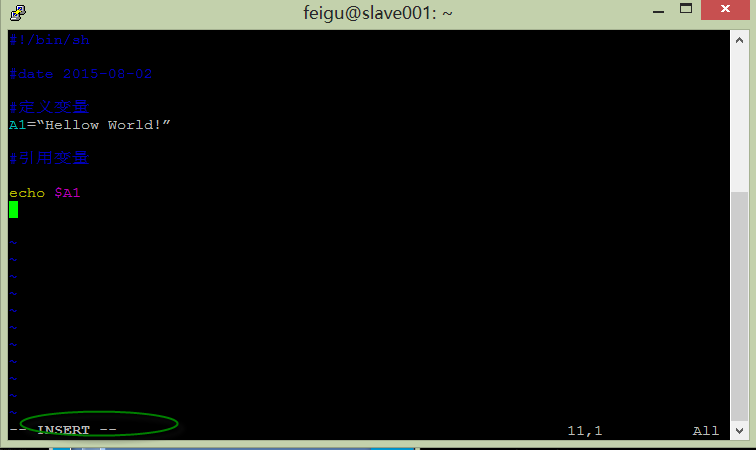 feigu@slave001: ~
#!/bin/sh
#date 2015-08-02
#定义变量
A1=“Hellow World!”
#引用变量
echo $A1
~
~
~
~
~
~
~
~
~
~
~
-- INSERT -- 11,1 All